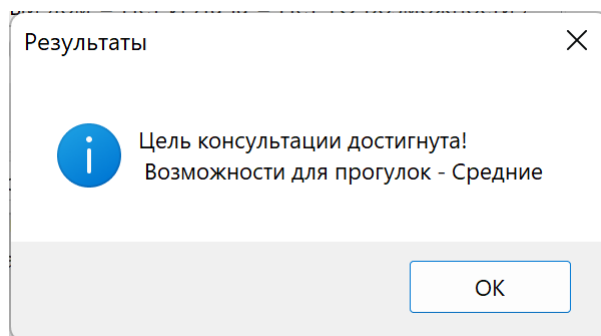 Результаты
Цель консультации достигнута!
Возможности для прогулок - Средние
OK